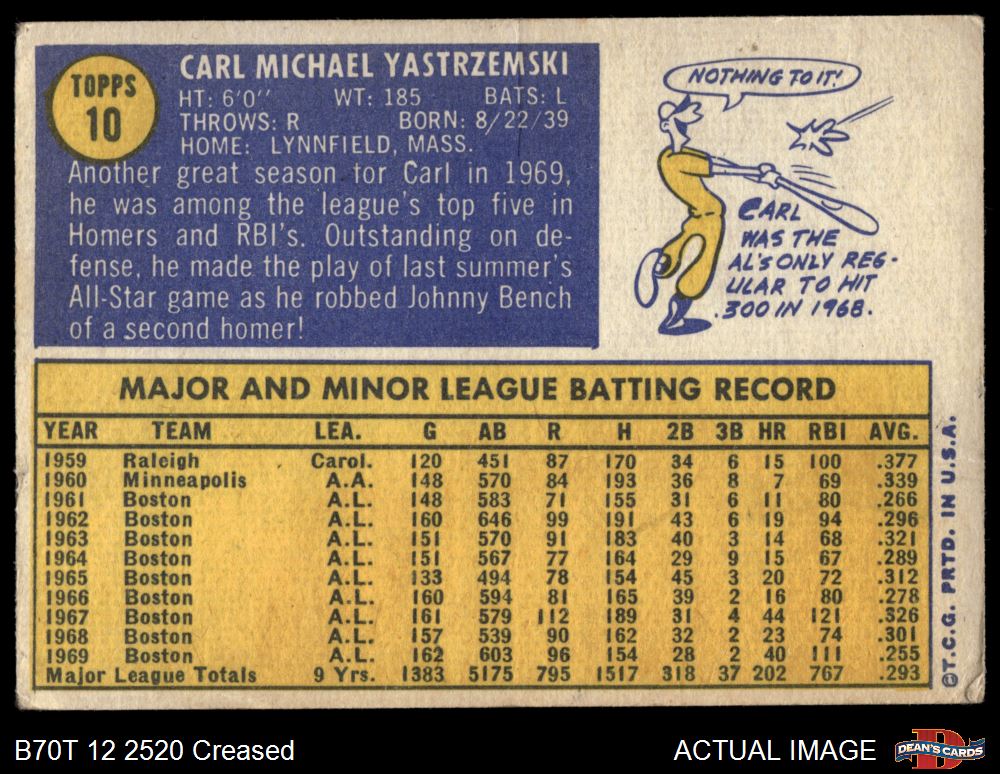 TOPPS
10
CARL MICHAEL YASTRZEMSKI
HT: 6'0" WT: 185 BATS: L
THROWS: R BORN: 8/22/39
HOME: LYNNFIELD, MASS.
Another great season for Carl in 1969,
he was among the league's top five in
Homers and RBI's. Outstanding on de-
fense, he made the play of last summer's
All-Star game as he robbed Johnny Bench
of a second homer!
NOTHING TO IT!
CARL
WAS THE
AL'S ONLY REG-
ULAR TO HIT
.300 IN 1968.
MAJOR AND MINOR LEAGUE BATTING RECORD
YEAR TEAM LEA. G AB R H 2B 3B HR RBI AVG.
1959 Raleigh Carol. 120 451 87 170 34 6 15 100 .377
1960 Minneapolis A.A. 148 570 84 193 36 8 7 69 .339
1961 Boston A.L. 148 583 71 155 31 6 11 80 .266
1962 Boston A.L. 160 646 99 191 43 6 19 94 .296
1963 Boston A.L. 151 570 91 183 40 3 14 68 .321
1964 Boston A.L. 151 567 77 164 29 9 15 67 .289
1965 Boston A.L. 133 494 78 154 45 3 20 72 .312
1966 Boston A.L. 160 594 81 165 39 2 16 80 .278
1967 Boston A.L. 161 579 112 189 31 4 44 121 .326
1968 Boston A.L. 157 539 90 162 32 2 23 74 .301
1969 Boston A.L. 162 603 96 154 28 2 40 111 .255
Major League Totals 9 Yrs. 1383 5175 795 1517 318 37 202 767 .293
©T.C.G. PRTD. IN U.S.A.
B70T 12 2520 Creased
ACTUAL IMAGE
D
DEAN'S CARDS